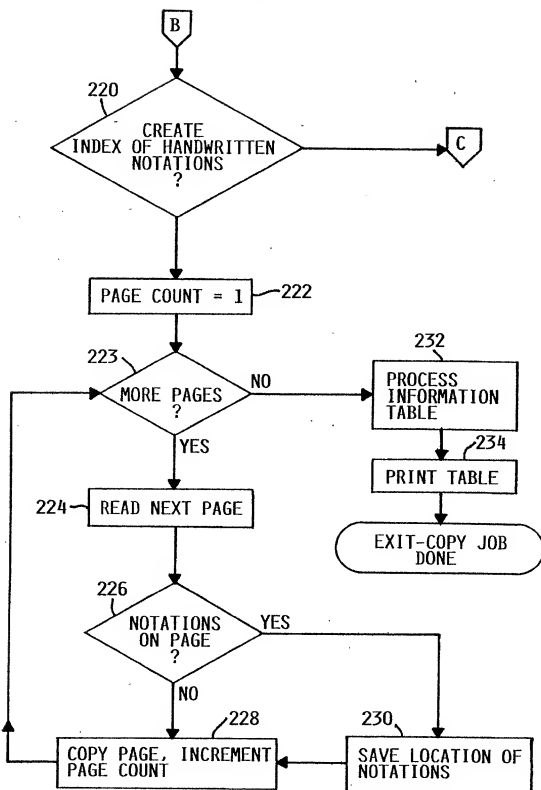 B
220
CREATE
INDEX OF HANDWRITTEN
NOTATIONS
?
C
PAGE COUNT = 1
222
223
MORE PAGES
?
NO
YES
232
PROCESS
INFORMATION
TABLE
234
PRINT TABLE
EXIT-COPY JOB
DONE
224
READ NEXT PAGE
226
NOTATIONS
ON PAGE
?
YES
NO
228
COPY PAGE, INCREMENT
PAGE COUNT
230
SAVE LOCATION OF
NOTATIONS